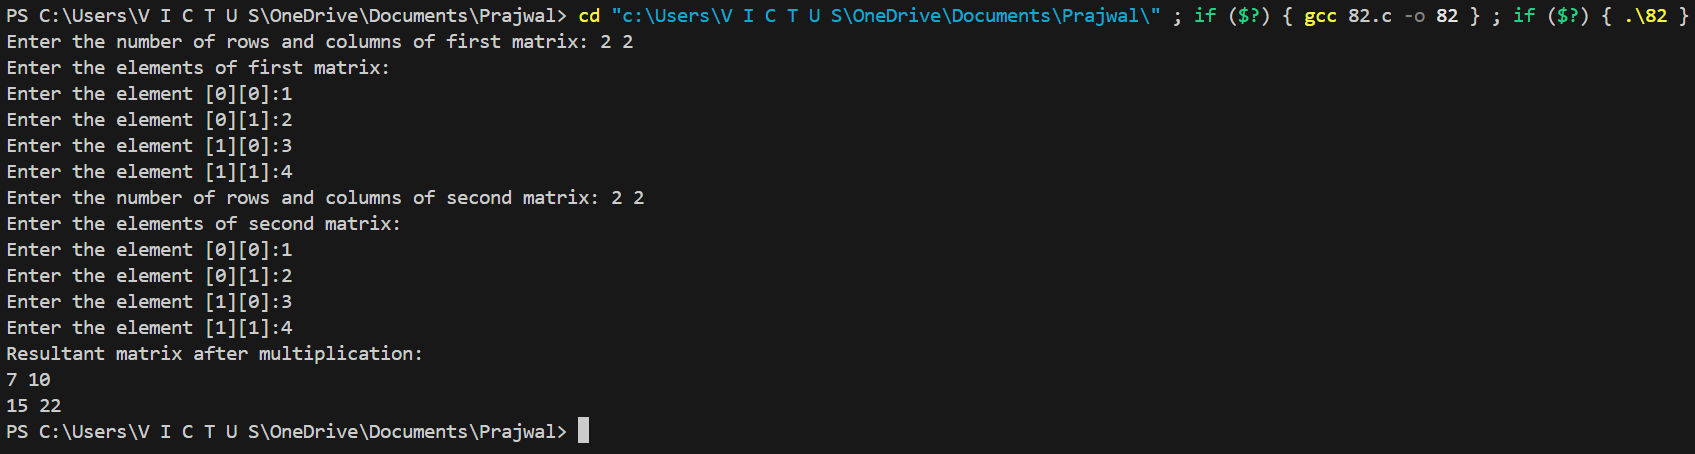 PS C:\Users\V I C T U S\OneDrive\Documents\Prajwal> cd "c:\Users\V I C T U S\OneDrive\Documents\Prajwal\" ; if ($?) { gcc 82.c -o 82 } ; if ($?) { .\82 }
Enter the number of rows and columns of first matrix: 2 2
Enter the elements of first matrix:
Enter the element [0][0]:1
Enter the element [0][1]:2
Enter the element [1][0]:3
Enter the element [1][1]:4
Enter the number of rows and columns of second matrix: 2 2
Enter the elements of second matrix:
Enter the element [0][0]:1
Enter the element [0][1]:2
Enter the element [1][0]:3
Enter the element [1][1]:4
Resultant matrix after multiplication:
7 10
15 22
PS C:\Users\V I C T U S\OneDrive\Documents\Prajwal>